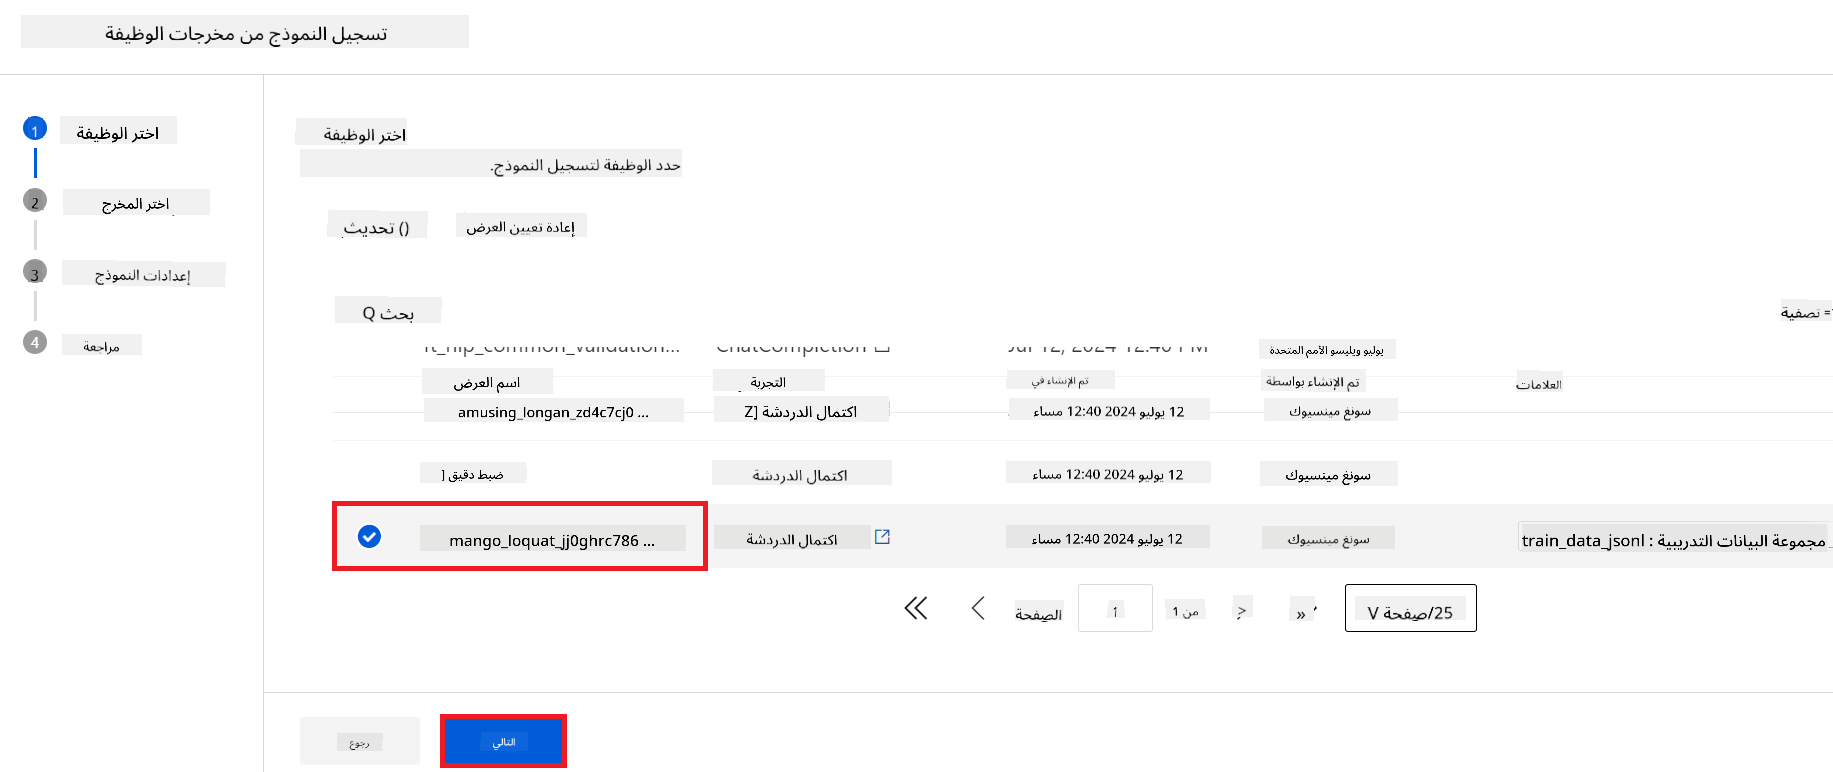 تسجيل النموذج من مخرجات الوظيفة
1 اختر الوظيفة
2 اختر المخرج
3 إعدادات النموذج
4 مراجعة
اختر الوظيفة
حدد الوظيفة لتسجيل النموذج.
() تحديث
إعادة تعيين العرض
بحث Q
تصفية =
ft_nlp_common_validation... ChatCompletion Jul 12, 2024 12:40 PM يوليو ويليسو الأمم المتحدة
اسم العرض التجربة تم الإنشاء في تم الإنشاء بواسطة العلامات
amusing_longan_zd4c7cj0 ... اكتمال الدردشة [Z 12 يوليو 2024 12:40 مساء سونغ مينسيوك
ضبط دقيق [ اكتمال الدردشة 12 يوليو 2024 12:40 مساء سونغ مينسيوك
mango_loquat_jj0ghrc786 ... اكتمال الدردشة 12 يوليو 2024 12:40 مساء سونغ مينسيوك مجموعة البيانات التدريبية : train_data_jsonl
الصفحة 1 من 1 > » 25/صفحة V
رجوع
التالي